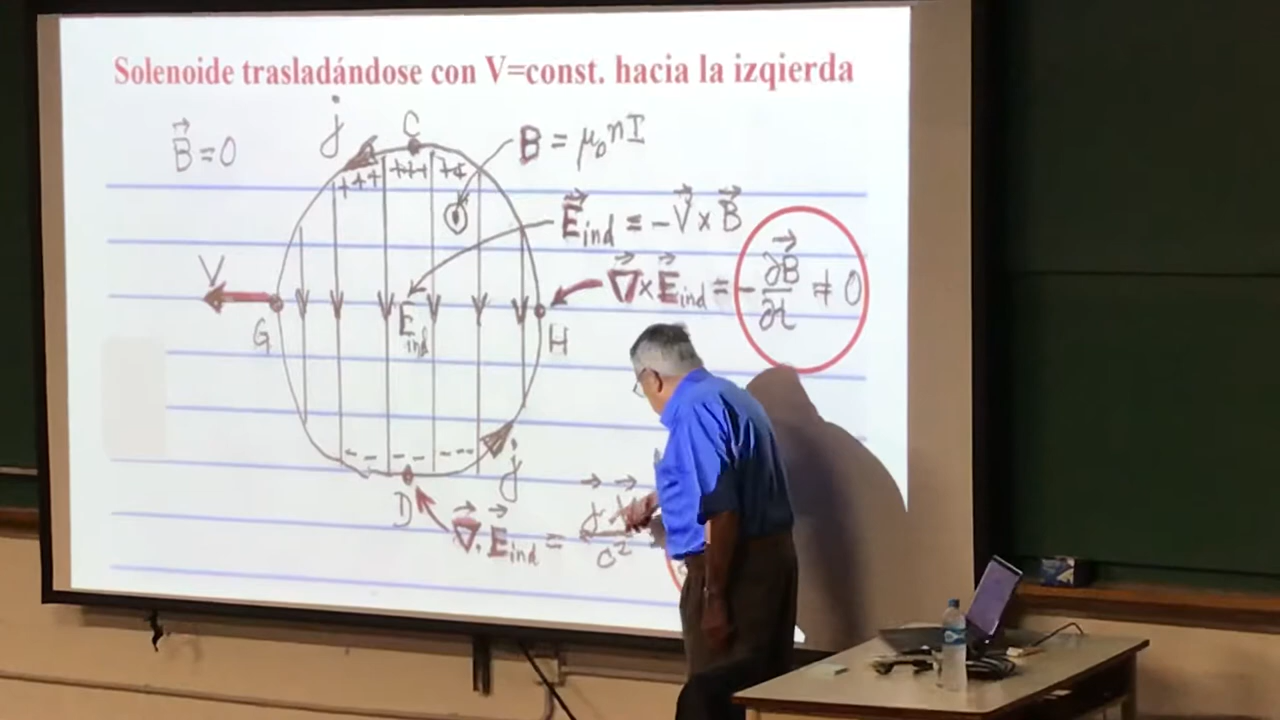 Solenoide trasladándose con V=const. hacia la izqierda
j
C
B⃗ = 0
B = μ₀nI
+++ +++ ++
E⃗ind = -V⃗ x B⃗
V
∇⃗ x E⃗ind = - ∂B⃗/∂t ≠ 0
E ind
G
H
- - - - - - -
j
D
∇⃗ . E⃗ind =
c²